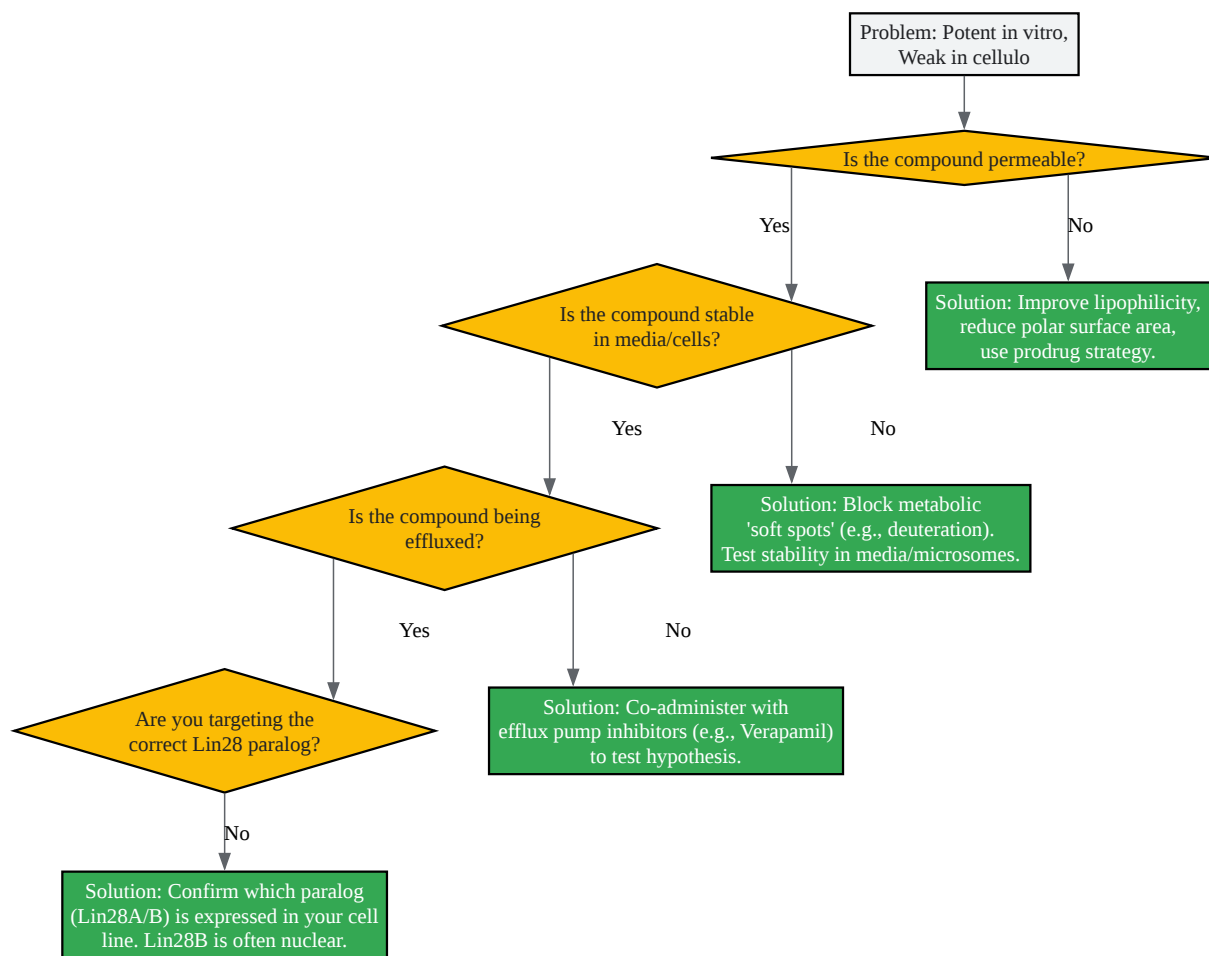 Problem: Potent in vitro,
Weak in cellulo
Is the compound permeable?
Yes
No
Is the compound stable
in media/cells?
Solution: Improve lipophilicity,
reduce polar surface area,
use prodrug strategy.
Yes
No
Is the compound being
effluxed?
Solution: Block metabolic
'soft spots' (e.g., deuteration).
Test stability in media/microsomes.
Yes
No
Are you targeting the
correct Lin28 paralog?
Solution: Co-administer with
efflux pump inhibitors (e.g., Verapamil)
to test hypothesis.
No
Solution: Confirm which paralog
(Lin28A/B) is expressed in your cell
line. Lin28B is often nuclear.